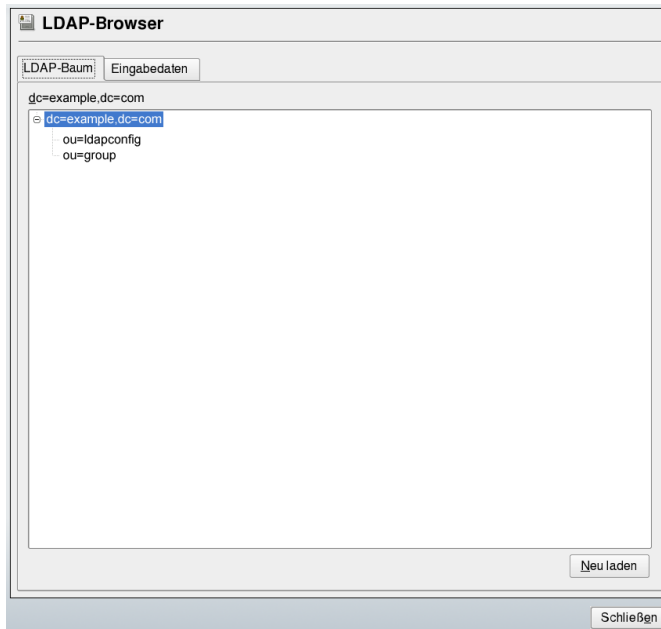 LDAP-Browser
LDAP-Baum Eingabedaten
dc=example,dc=com
dc=example,dc=com
ou=ldapconfig
ou=group
Neu laden
Schließen